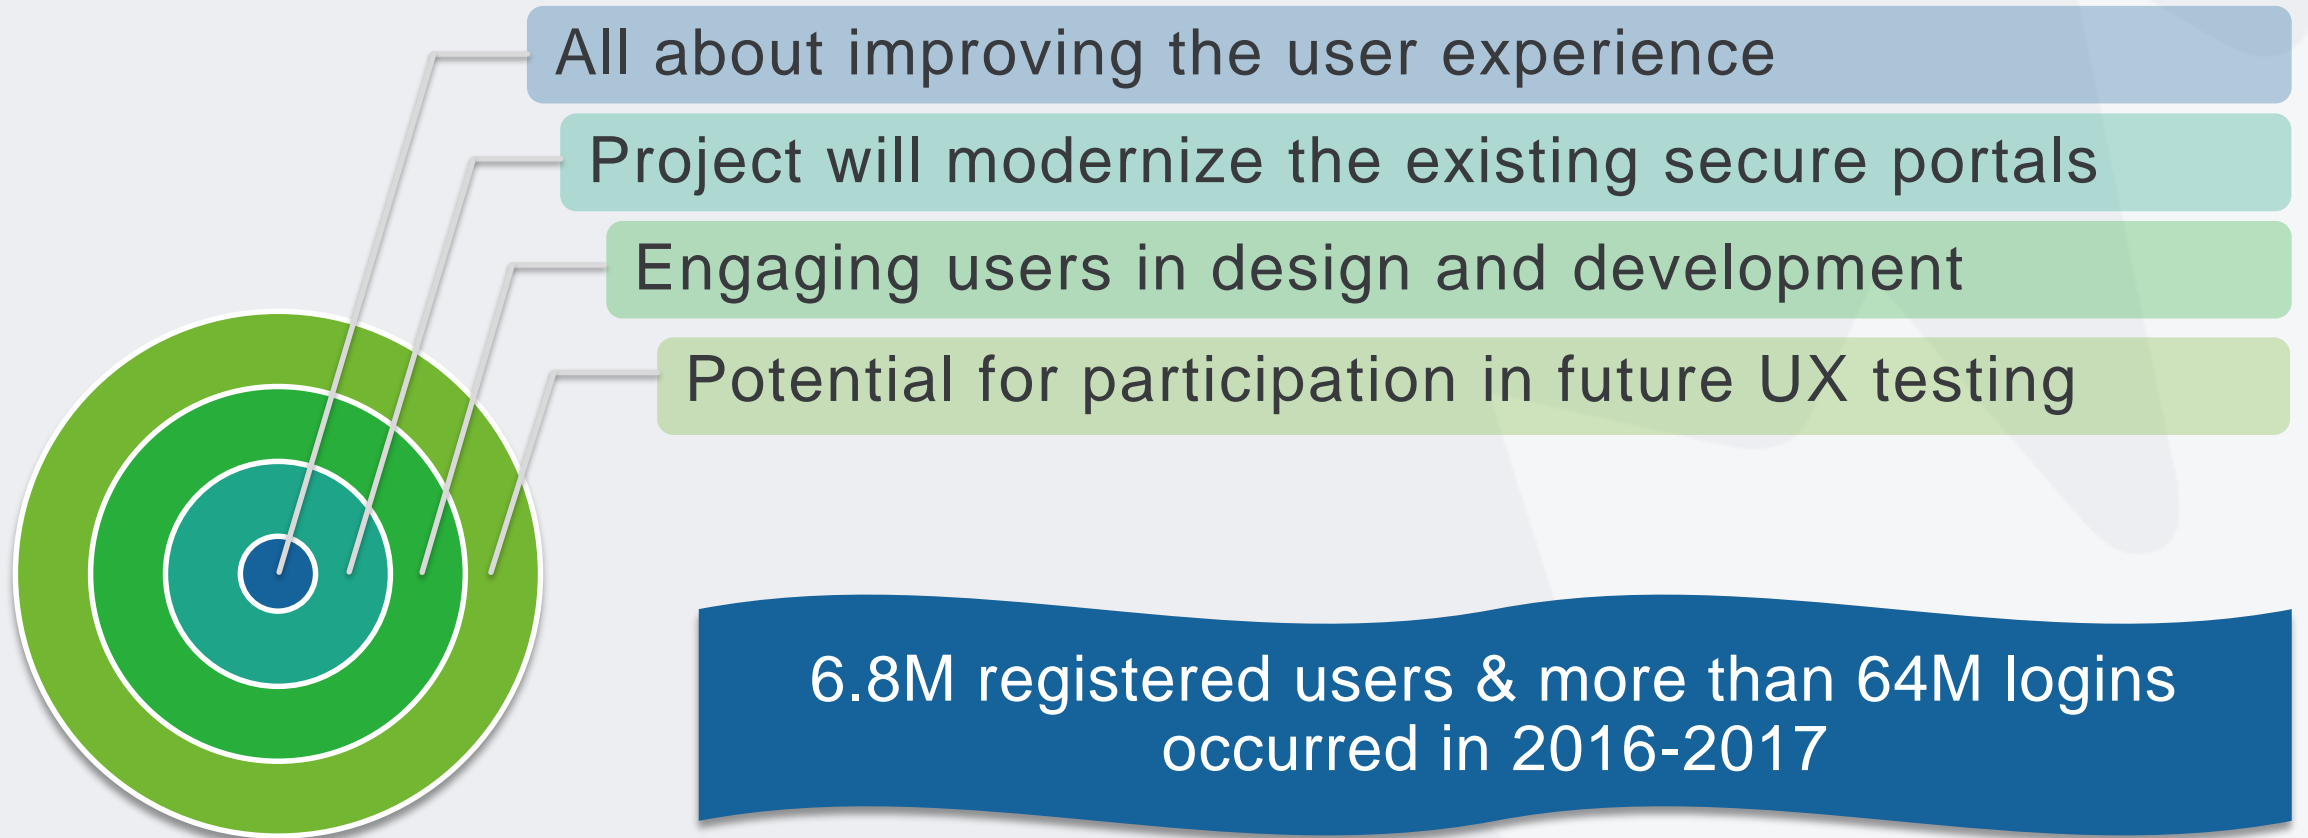 All about improving the user experience
Project will modernize the existing secure portals
Engaging users in design and development
Potential for participation in future UX testing
6.8M registered users & more than 64M logins
occurred in 2016-2017